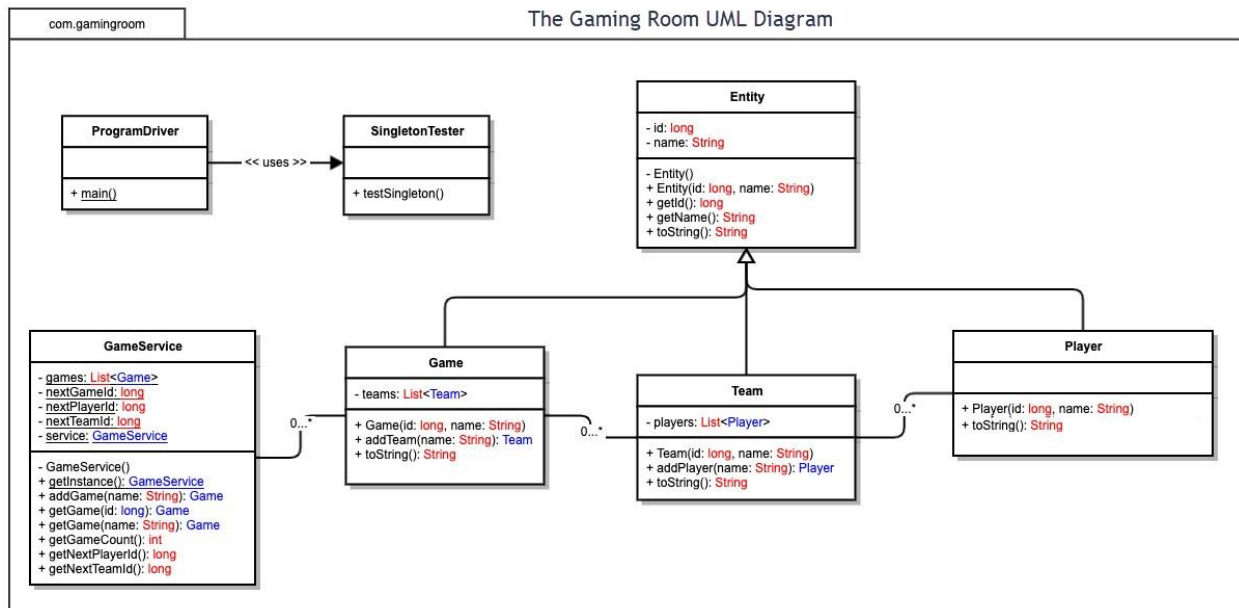 com.gamingroom
The Gaming Room UML Diagram
ProgramDriver
+ main()
<< uses >>
SingletonTester
+ testSingleton()
Entity
- id: long
- name: String
- Entity()
+ Entity(id: long, name: String)
+ getId(): long
+ getName(): String
+ toString(): String
GameService
- games: List<Game>
- nextGameId: long
- nextPlayerId: long
- nextTeamId: long
- service: GameService
- GameService()
+ getInstance(): GameService
+ addGame(name: String): Game
+ getGame(id: long): Game
+ getGame(name: String): Game
+ getGameCount(): int
+ getNextPlayerId(): long
+ getNextTeamId(): long
0...*
Game
- teams: List<Team>
+ Game(id: long, name: String)
+ addTeam(name: String): Team
+ toString(): String
0...*
Team
- players: List<Player>
+ Team(id: long, name: String)
+ addPlayer(name: String): Player
+ toString(): String
0...*
Player
+ Player(id: long, name: String)
+ toString(): String